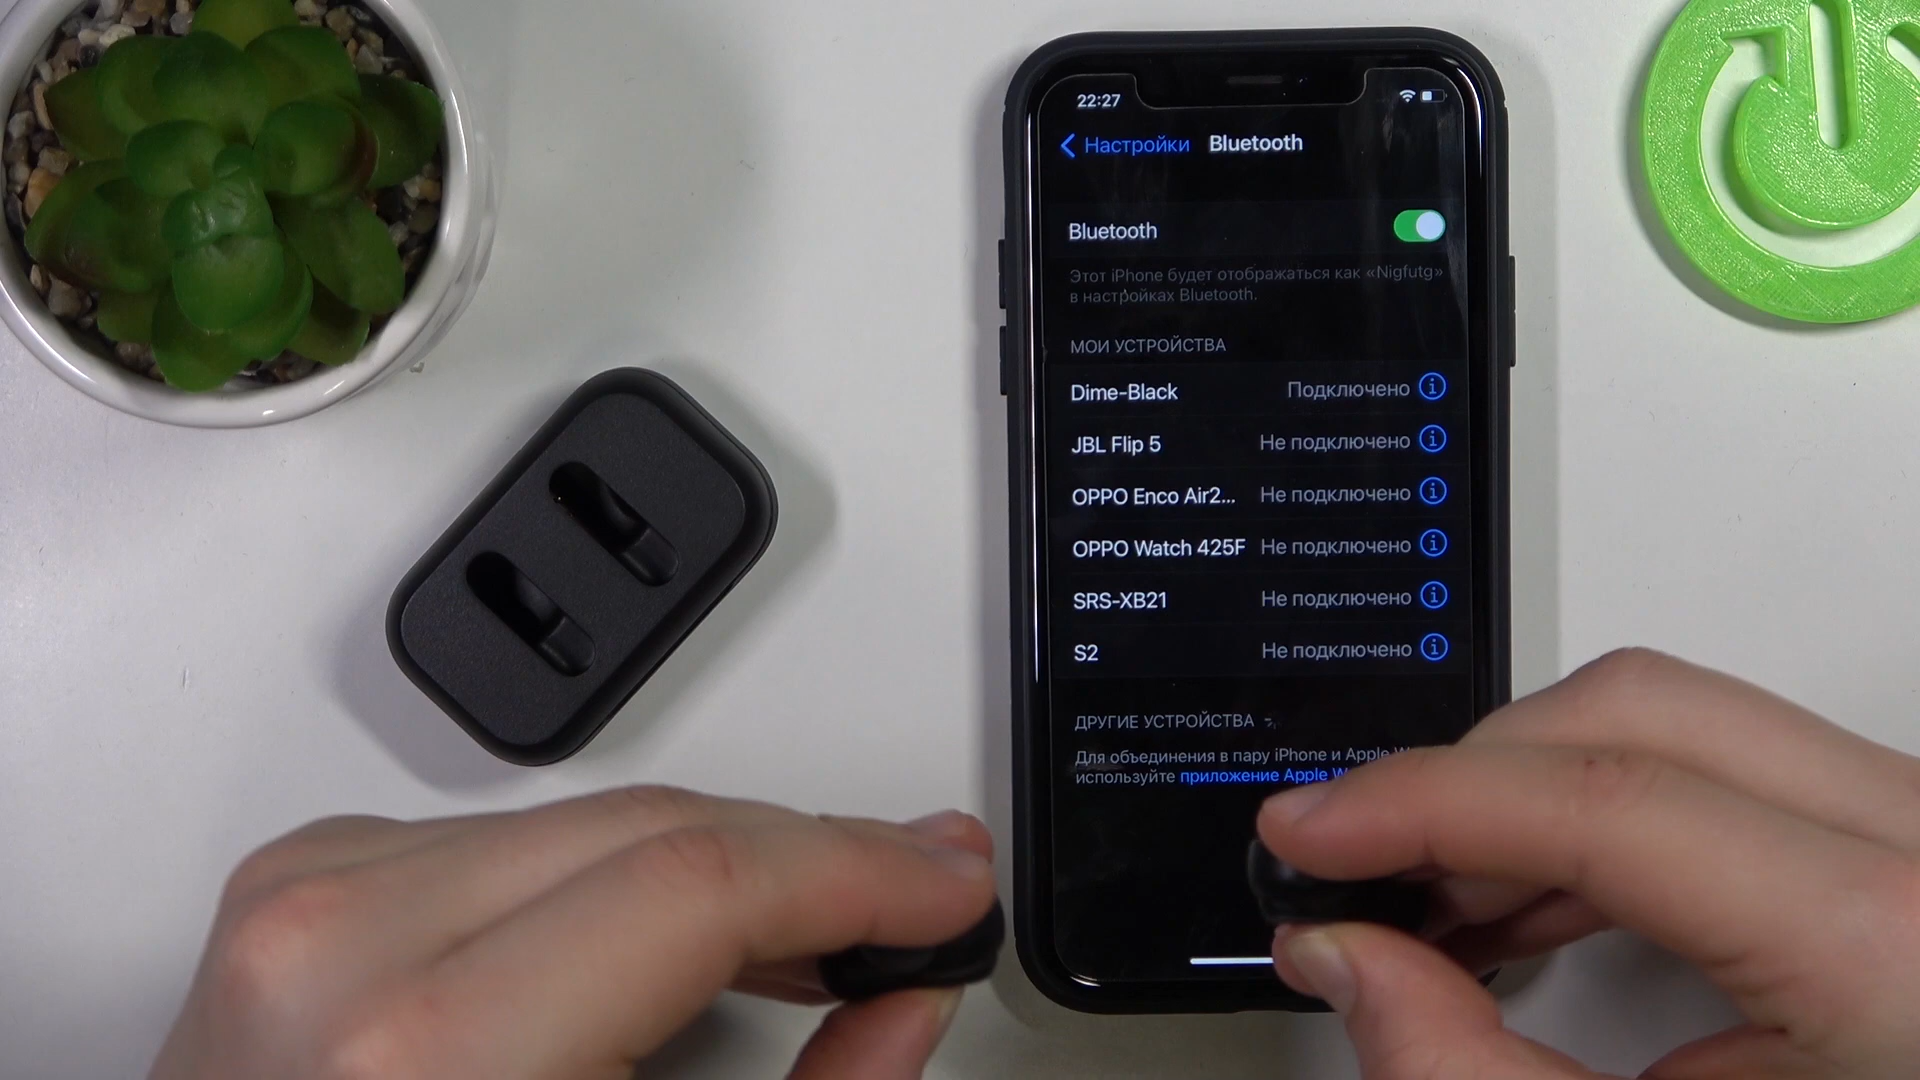 22:27
Настройки Bluetooth
Bluetooth
Этот iPhone будет отображаться как «Nigfutg»
в настройках Bluetooth.
МОИ УСТРОЙСТВА
Dime-Black Подключено
JBL Flip 5 Не подключено
OPPO Enco Air2... Не подключено
OPPO Watch 425F Не подключено
SRS-XB21 Не подключено
S2 Не подключено
ДРУГИЕ УСТРОЙСТВА
Для объединения в пару iPhone и Apple
используйте приложение Apple